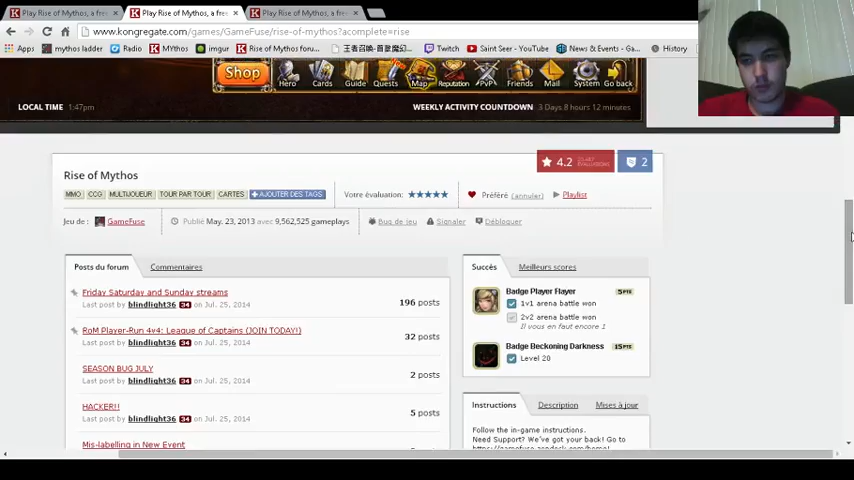 Play Rise of Mythos, a fre
Play Rise of Mythos, a free
Play Rise of Mythos, a free
www.kongregate.com/games/GameFuse/rise-of-mythos?acomplete=rise
Apps mythos ladder Radio MYthos imgur Rise of Mythos foru... Twitch Saint Seer - YouTub... News & Events - Ga... History
Shop
Hero Cards Guide Quests Map Reputation PvP Friends Mail System Go back
LOCAL TIME 1:47pm
WEEKLY ACTIVITY COUNTDOWN 3 Days 8 hours 12 minutes
Rise of Mythos
4.2
2
MMO CCG MULTIJOUEUR TOUR PAR TOUR CARTES AJOUTER DES TAGS
Votre évaluation:
Préféré (annuler)
Playlist
Jeu de : GameFuse
Publié May. 23, 2013 avec 9,562,525 gameplays
Bug de jeu Signaler Débloquer
Posts du forum Commentaires
Friday Saturday and Sunday streams
Last post by blindlight36 34 on Jul. 25, 2014
196 posts
RoM Player-Run 4v4: League of Captains (JOIN TODAY!)
Last post by blindlight36 34 on Jul. 25, 2014
32 posts
SEASON BUG JULY
Last post by blindlight36 34 on Jul. 25, 2014
2 posts
HACKER!!
Last post by blindlight36 34 on Jul. 25, 2014
5 posts
Mis-labelling in New Event
Succès Meilleurs scores
Badge Player Flayer 5 PTS
1v1 arena battle won
2v2 arena battle won
Il vous en faut encore 1
Badge Beckoning Darkness 15 PTS
Level 20
Instructions Description Mises à jour
Follow the in-game instructions.
Need Support? We've got your back! Go to